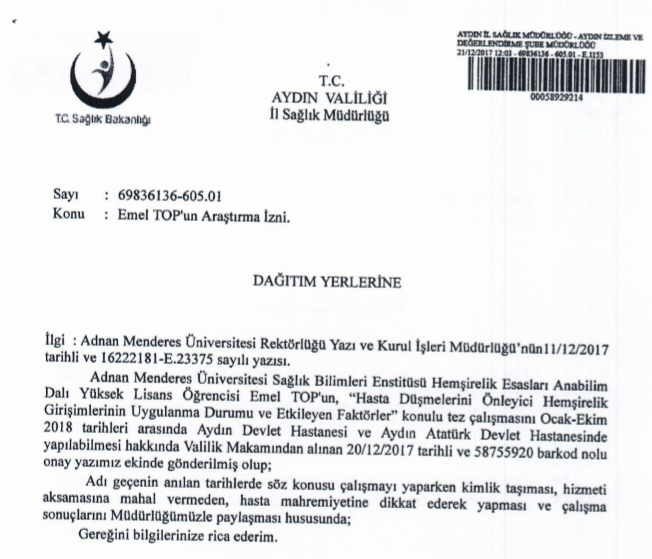 AYDIN İL SAĞLIK MÜDÜRLÜĞÜ - AYDIN İZLEME VE
DEĞERLENDİRME ŞUBE MÜDÜRLÜĞÜ
21/12/2017 12:03 - 69836136 - 605.01 - E.1153
00058929214
T.C. Sağlık Bakanlığı
T.C.
AYDIN VALİLİĞİ
İl Sağlık Müdürlüğü
Sayı : 69836136-605.01
Konu : Emel TOP'un Araştırma İzni.
DAĞITIM YERLERİNE
İlgi : Adnan Menderes Üniversitesi Rektörlüğü Yazı ve Kurul İşleri Müdürlüğü'nün11/12/2017
tarihli ve 16222181-E.23375 sayılı yazısı.
Adnan Menderes Üniversitesi Sağlık Bilimleri Enstitüsü Hemşirelik Esasları Anabilim
Dalı Yüksek Lisans Öğrencisi Emel TOP'un, “Hasta Düşmelerini Önleyici Hemşirelik
Girişimlerinin Uygulanma Durumu ve Etkileyen Faktörler” konulu tez çalışmasını Ocak-Ekim
2018 tarihleri arasında Aydın Devlet Hastanesi ve Aydın Atatürk Devlet Hastanesinde
yapılabilmesi hakkında Valilik Makamından alınan 20/12/2017 tarihli ve 58755920 barkod nolu
onay yazımız ekinde gönderilmiş olup;
Adı geçenin anılan tarihlerde söz konusu çalışmayı yaparken kimlik taşıması, hizmeti
aksamasına mahal vermeden, hasta mahremiyetine dikkat ederek yapması ve çalışma
sonuçlarını Müdürlüğümüzle paylaşması hususunda;
Gereğini bilgilerinize rica ederim.